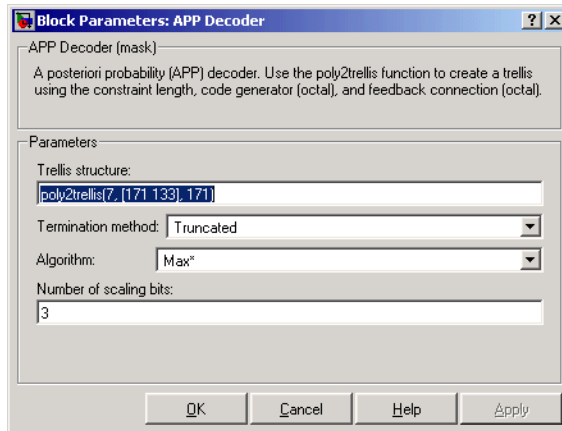 Block Parameters: APP Decoder
APP Decoder (mask)
A posteriori probability (APP) decoder. Use the poly2trellis function to create a trellis
using the constraint length, code generator (octal), and feedback connection (octal).
Parameters
Trellis structure:
poly2trellis(7, [171 133], 171)
Termination method: Truncated
Algorithm: Max*
Number of scaling bits:
3
OK Cancel Help Apply